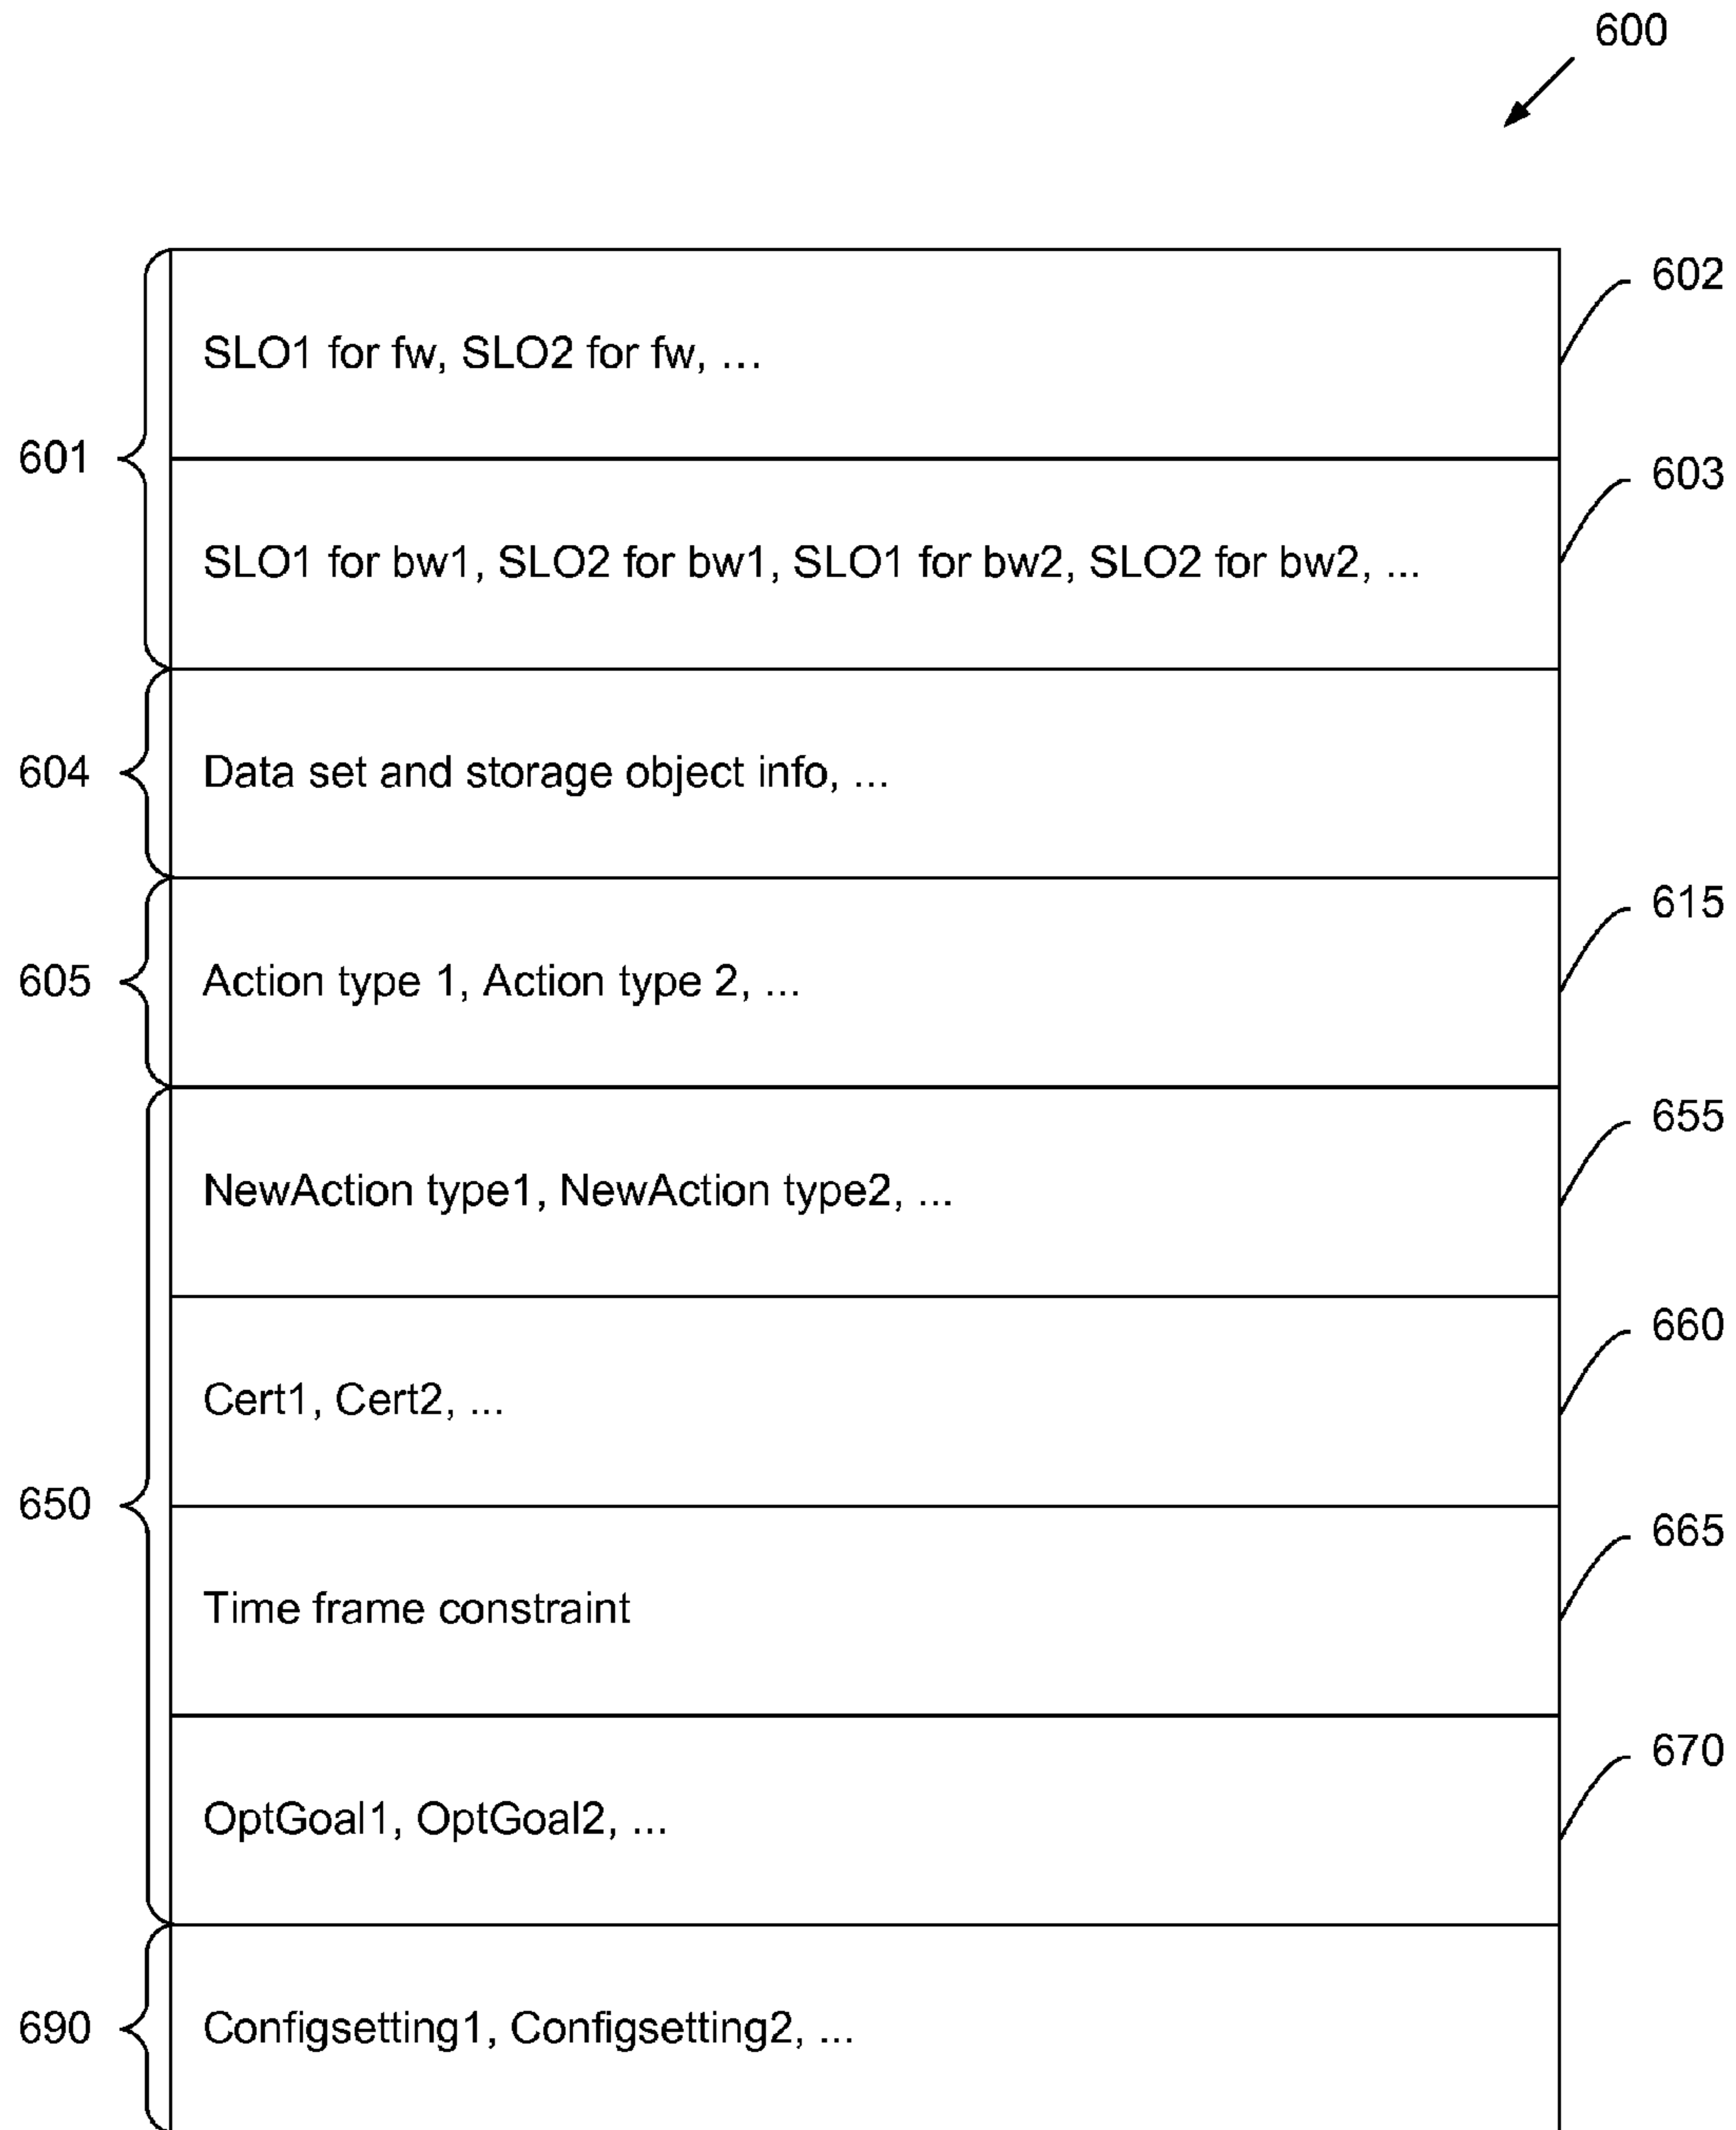 600
602
SLO1 for fw, SLO2 for fw, ...
601
603
SLO1 for bw1, SLO2 for bw1, SLO1 for bw2, SLO2 for bw2, ...
604
Data set and storage object info, ...
615
605
Action type 1, Action type 2, ...
655
NewAction type1, NewAction type2, ...
660
Cert1, Cert2, ...
650
665
Time frame constraint
670
OptGoal1, OptGoal2, ...
690
Configsetting1, Configsetting2, ...